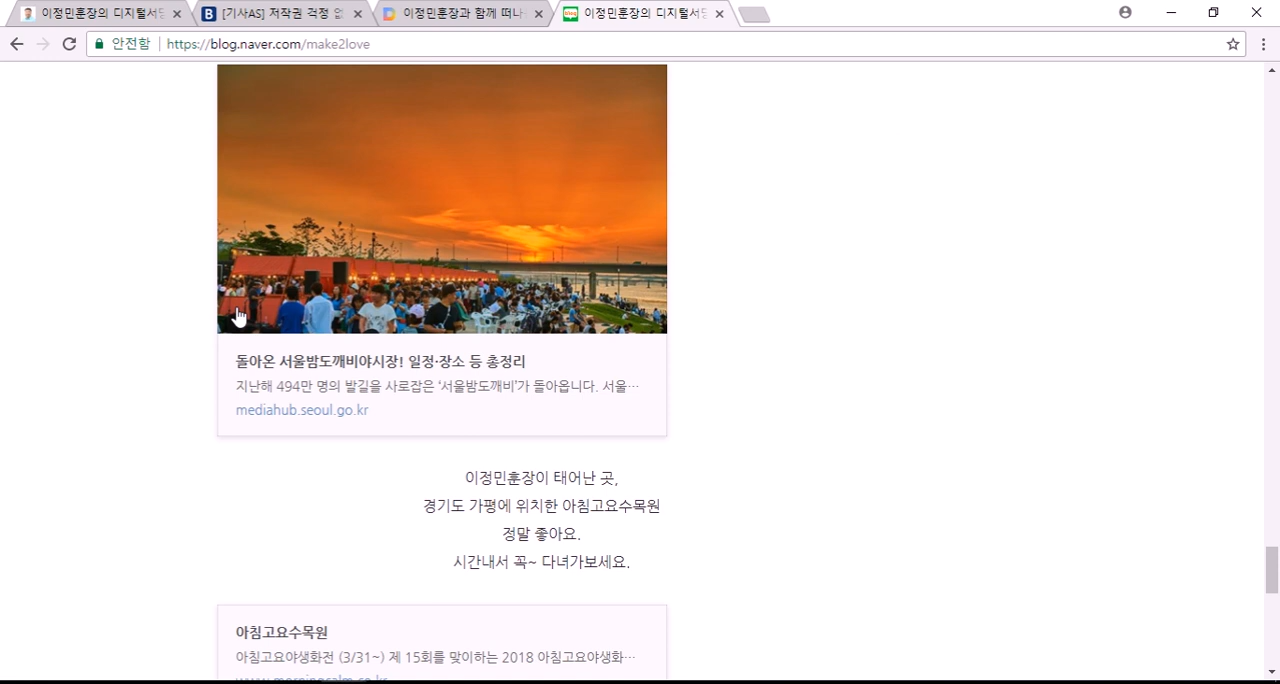 이정민훈장의 디지털서당
[기사AS] 저작권 걱정 없
이정민훈장과 함께 떠나는
이정민훈장의 디지털서당
안전함 | https://blog.naver.com/make2love
돌아온 서울밤도깨비야시장! 일정·장소 등 총정리
지난해 494만 명의 발길을 사로잡은 ‘서울밤도깨비’가 돌아옵니다. 서울…
mediahub.seoul.go.kr
이정민훈장이 태어난 곳,
경기도 가평에 위치한 아침고요수목원
정말 좋아요.
시간내서 꼭~ 다녀가보세요.
아침고요수목원
아침고요야생화전 (3/31~) 제 15회를 맞이하는 2018 아침고요야생화…
www.morningcalm.co.kr